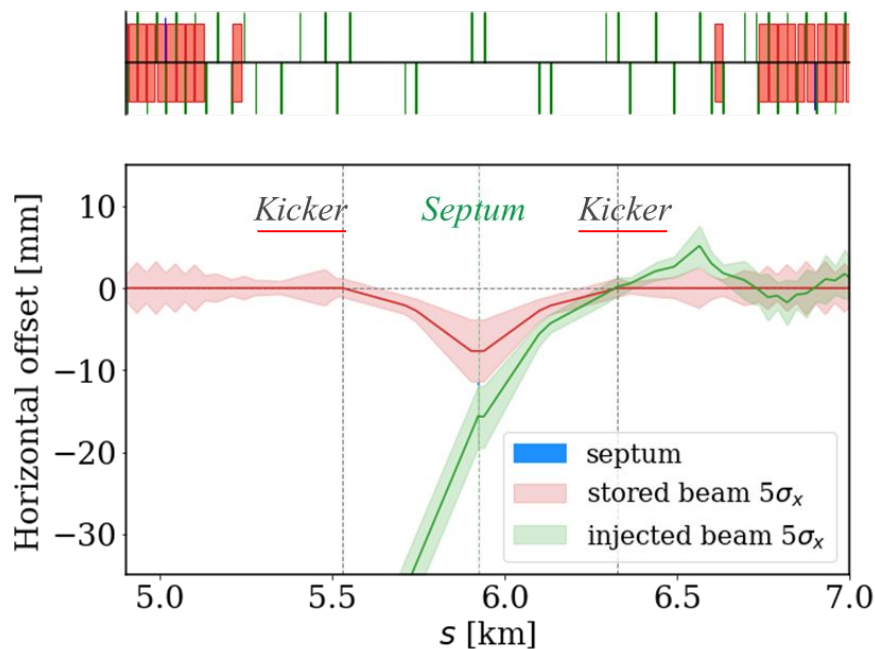 Kicker Septum Kicker
Horizontal offset [mm]
10
0
−10
−20
−30
septum
stored beam 5σx
injected beam 5σx
5.0 5.5 6.0 6.5 7.0
s [km]